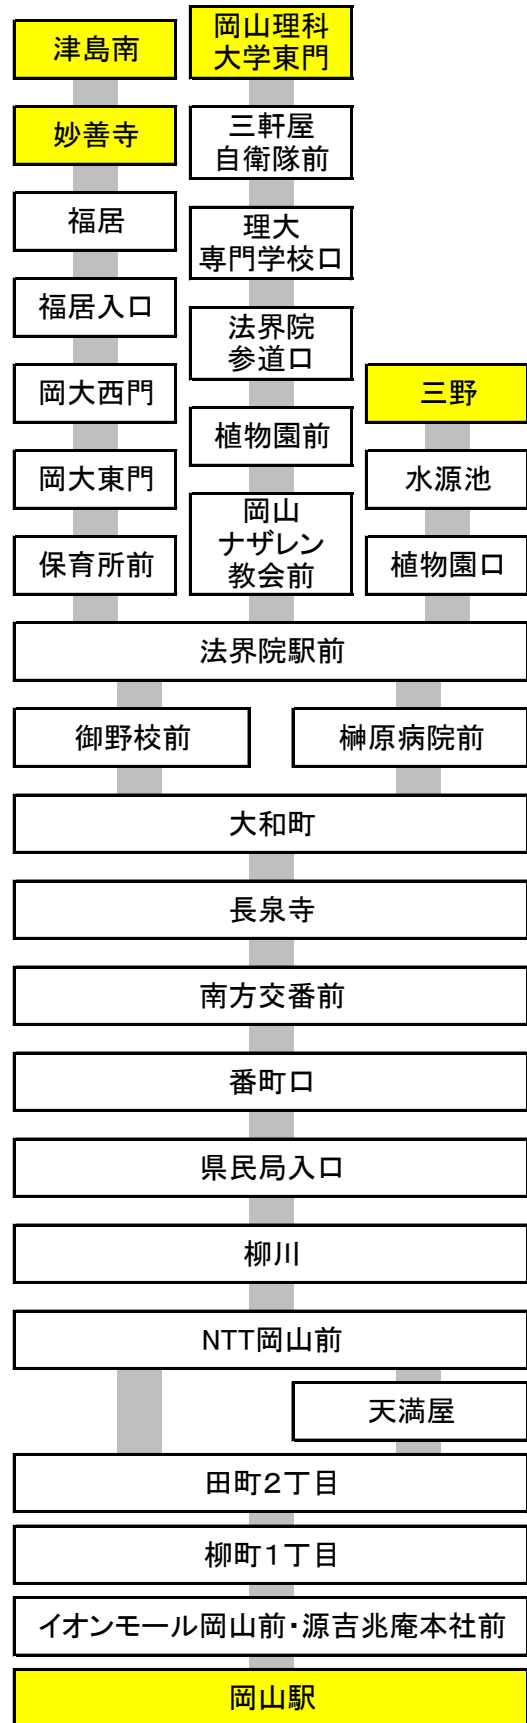 津島南
妙善寺
福居
福居入口
岡大西門
岡大東門
保育所前
岡山理科
大学東門
三軒屋
自衛隊前
理大
専門学校口
法界院
参道口
植物園前
岡山
ナザレン
教会前
三野
水源池
植物園口
法界院駅前
御野校前
榊原病院前
大和町
長泉寺
南方交番前
番町口
県民局入口
柳川
NTT岡山前
天満屋
田町2丁目
柳町1丁目
イオンモール岡山前・源吉兆庵本社前
岡山駅